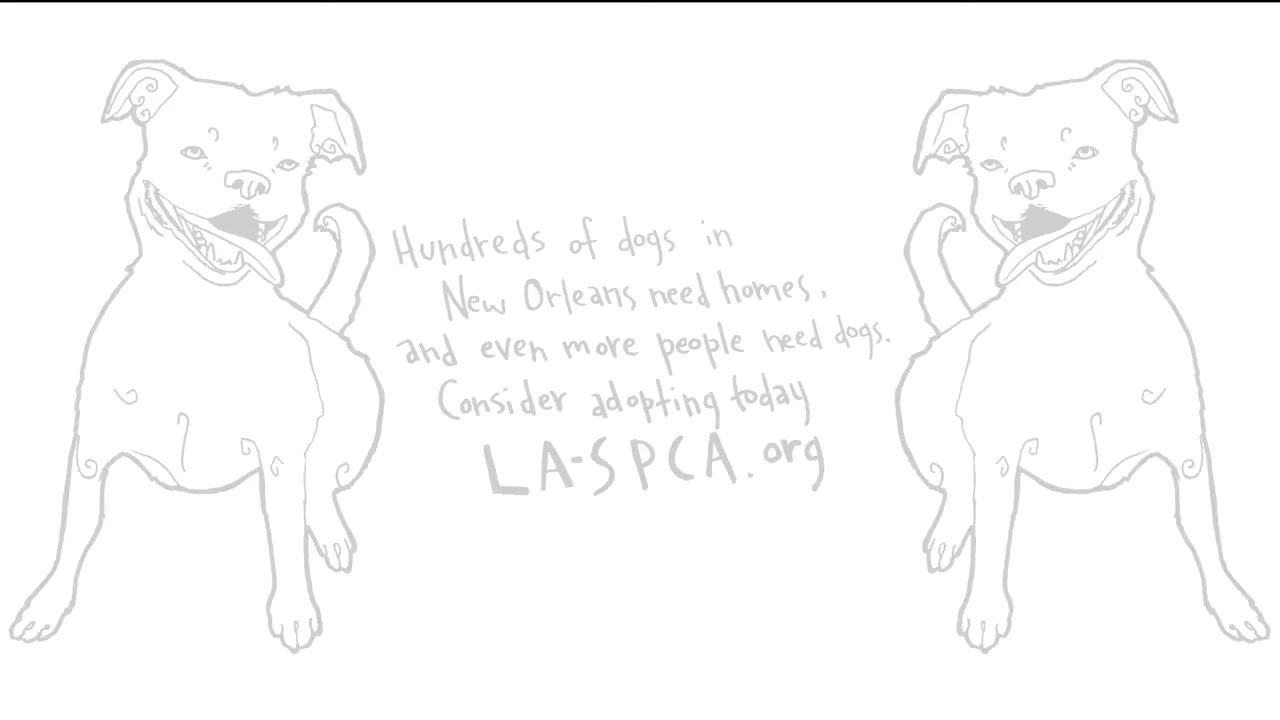 Hundreds of dogs in
New Orleans need homes,
and even more people need dogs.
Consider adopting today
LA-SPCA.org